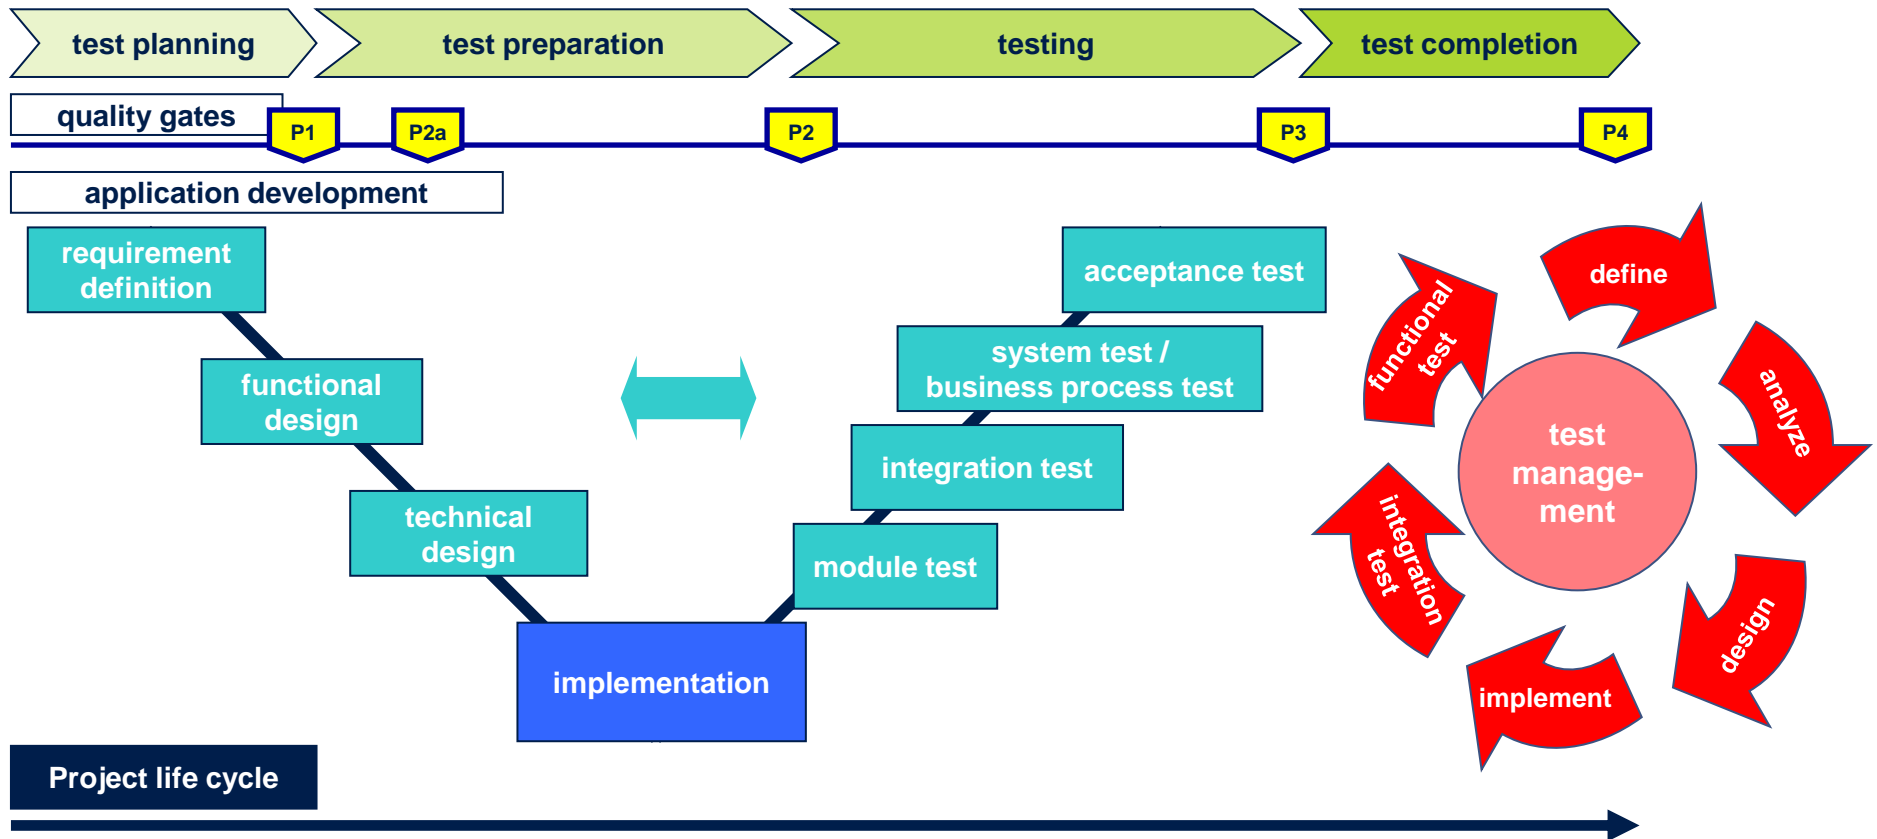 test planning
test preparation
testing
test completion
quality gates
P1
P2a
P2
P3
P4
application development
requirement
definition
functional
design
technical
design
implementation
module test
integration test
system test /
business process test
acceptance test
define
analyze
design
implement
integration
test
functional
test
test
manage-
ment
Project life cycle